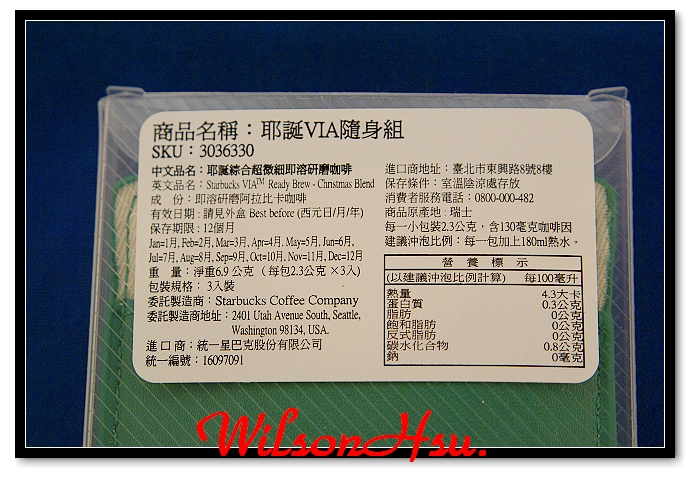 商品名稱：耶誕VIA隨身組
SKU：3036330
中文品名：耶誕綜合超微細即溶研磨咖啡
英文品名：Starbucks VIA™ Ready Brew - Christmas Blend
成　份：即溶研磨阿拉比卡咖啡
有效日期：請見外盒 Best before (西元日/月/年)
保存期限：12個月
Jan=1月, Feb=2月, Mar=3月, Apr=4月, May=5月, Jun=6月,
Jul=7月, Aug=8月, Sep=9月, Oct=10月, Nov=11月, Dec=12月
重　量：淨重6.9 公克（每包2.3公克 ×3入）
包裝規格： 3入裝
委託製造商：Starbucks Coffee Company
委託製造商地址：2401 Utah Avenue South, Seattle,
Washington 98134, USA.
進 口 商：統一星巴克股份有限公司
統一編號：16097091
進口商地址：臺北市東興路8號8樓
保存條件：室溫陰涼處存放
消費者服務電話：0800-000-482
商品原產地：瑞士
每一小包裝2.3公克，含130毫克咖啡因
建議沖泡比例：每一包加上180ml熱水。
營 養 標 示
(以建議沖泡比例計算) 每100毫升
熱量 4.3大卡
蛋白質 0.3公克
脂肪 0公克
飽和脂肪 0公克
反式脂肪 0公克
碳水化合物 0.8公克
鈉 0毫克
WilsonHsu.